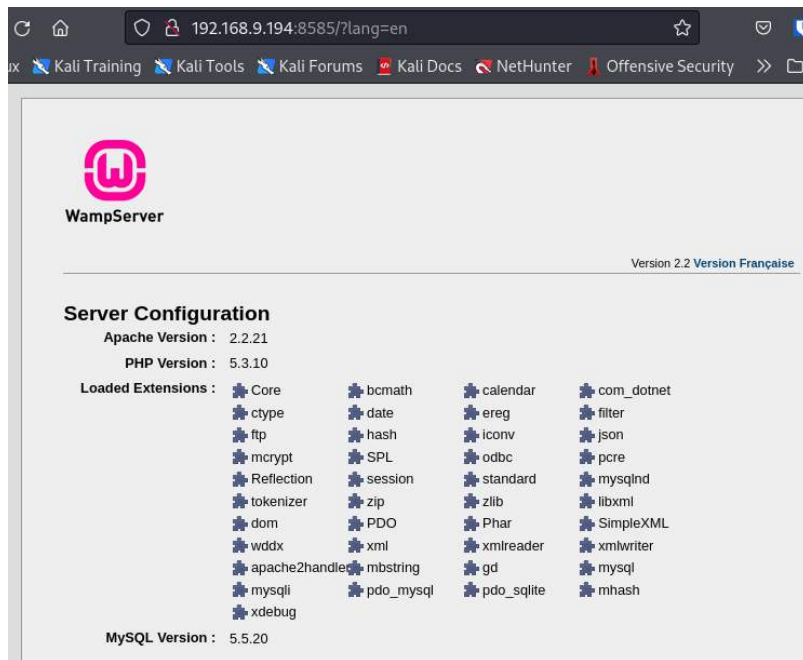 192.168.9.194:8585/?lang=en
ux Kali Training Kali Tools Kali Forums Kali Docs NetHunter Offensive Security
WampServer
Version 2.2 Version Française
Server Configuration
Apache Version : 2.2.21
PHP Version : 5.3.10
Loaded Extensions : Core bcmath calendar com_dotnet
ctype date ereg filter
ftp hash iconv json
mcrypt SPL odbc pcre
Reflection session standard mysqlnd
tokenizer zip zlib libxml
dom PDO Phar SimpleXML
wddx xml xmlreader xmlwriter
apache2handler mbstring gd mysql
mysqli pdo_mysql pdo_sqlite mhash
xdebug
MySQL Version : 5.5.20